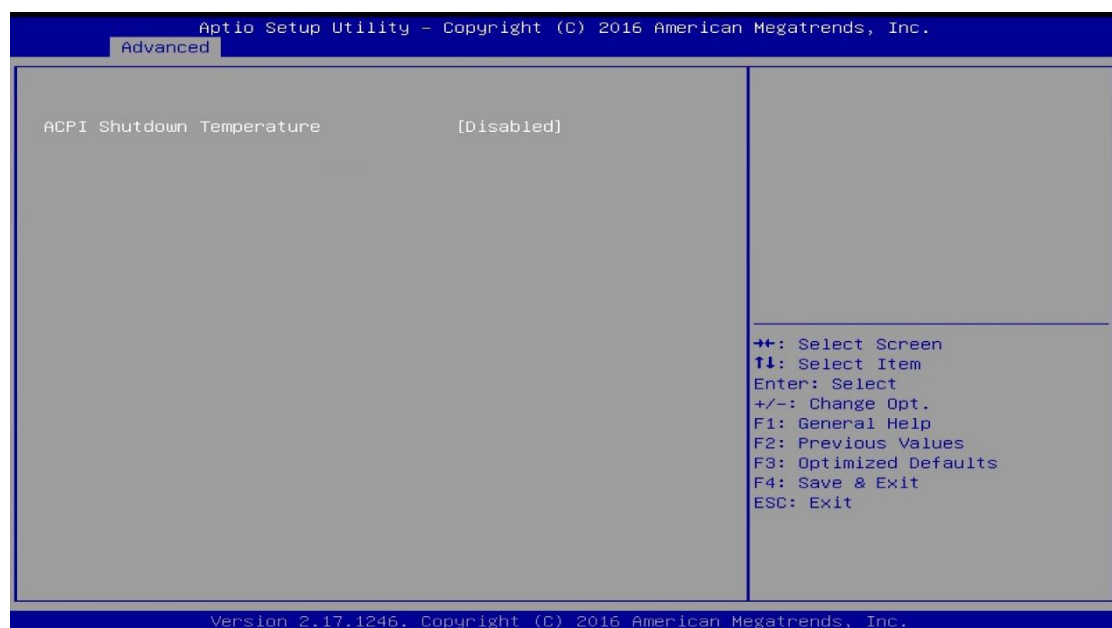 Aptio Setup Utility – Copyright (C) 2016 American Megatrends, Inc.
Advanced
ACPI Shutdown Temperature [Disabled]
→←: Select Screen
↑↓: Select Item
Enter: Select
+/-: Change Opt.
F1: General Help
F2: Previous Values
F3: Optimized Defaults
F4: Save & Exit
ESC: Exit
Version 2.17.1246. Copyright (C) 2016 American Megatrends, Inc.